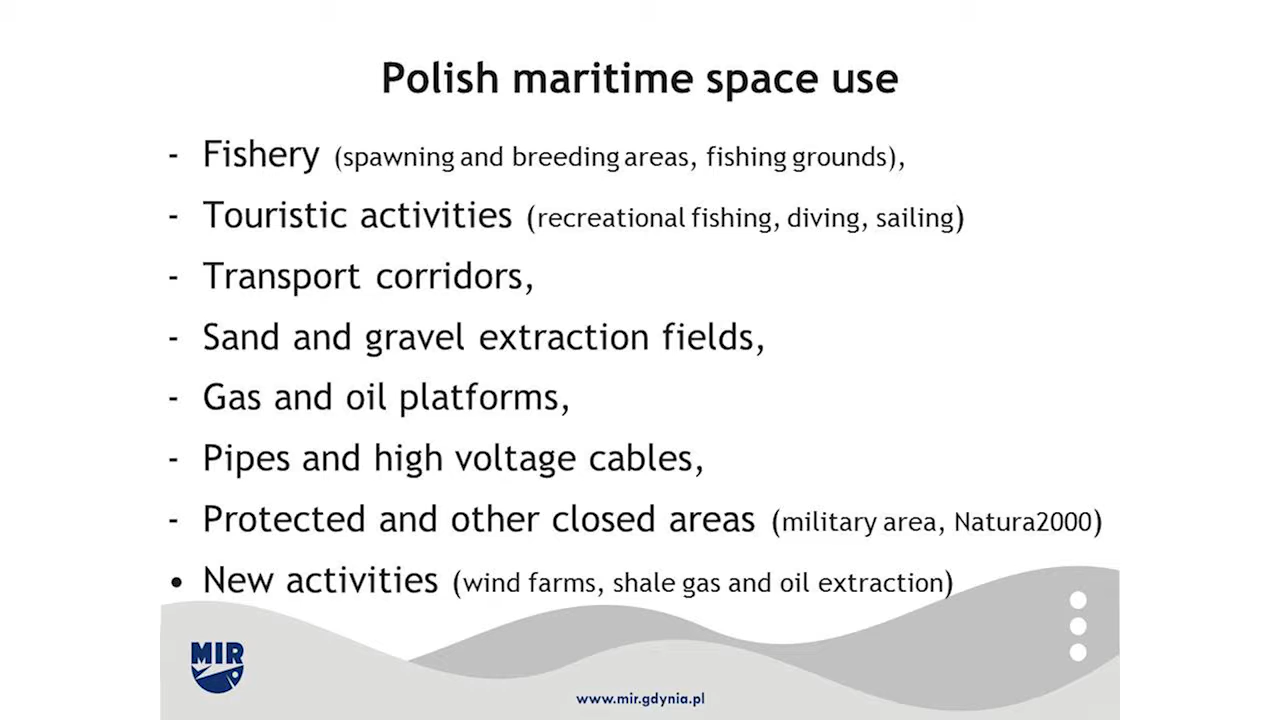 Polish maritime space use
- Fishery (spawning and breeding areas, fishing grounds),
- Touristic activities (recreational fishing, diving, sailing)
- Transport corridors,
- Sand and gravel extraction fields,
- Gas and oil platforms,
- Pipes and high voltage cables,
- Protected and other closed areas (military area, Natura2000)
• New activities (wind farms, shale gas and oil extraction)
MIR
www.mir.gdynia.pl